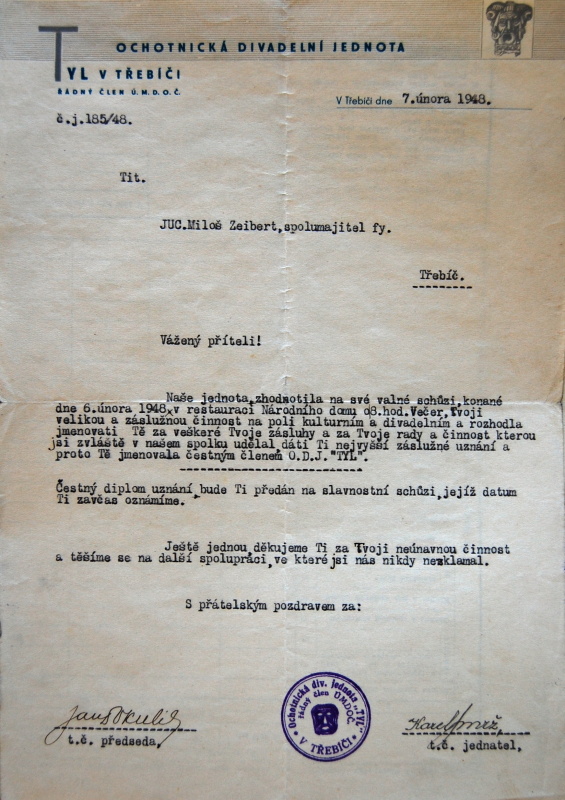 OCHOTNICKÁ DIVADELNÍ JEDNOTA
TYL V TŘEBÍČI
ŘÁDNÝ ČLEN Ú.M.D.O.Č.
V Třebíči dne 7.února 1948.
č.j.185/48.
Tit.
JUC.Miloš Zeibert,spolumajitel fy.
Třebíč.
Vážený příteli!
Naše jednota,zhodnotila na své valné schůzi,konané
dne 6.února 1948 v restauraci Národního domu o8.hod.Večer,Tvoji
velikou a záslužnou činnost na poli kulturním a divadelním a rozhodla
jmenovati Tě za veškeré Tvoje zásluhy a za Tvoje rady a činnost kterou
jsi zvláště v našem spolku udělal dáti Ti nejvyšší záslužné uznání a
proto Tě jmenovala čestným členem O.D.J."TYL".
Čestný diplom uznání,bude Ti předán na slavnostní schůzi,jejíž datum
Ti zavčas oznámíme.
Ještě jednou,děkujeme Ti za Tvoji neúnavnou činnost
a těšíme se na další spolupráci,ve které jsi nás nikdy nezklamal.
S přátelským pozdravem za:
Ochotnická div. jednota „TYL"
řádný člen ÚMDOČ
V TŘEBÍČI
Karel
t.č. předseda,
t.č. jednatel,